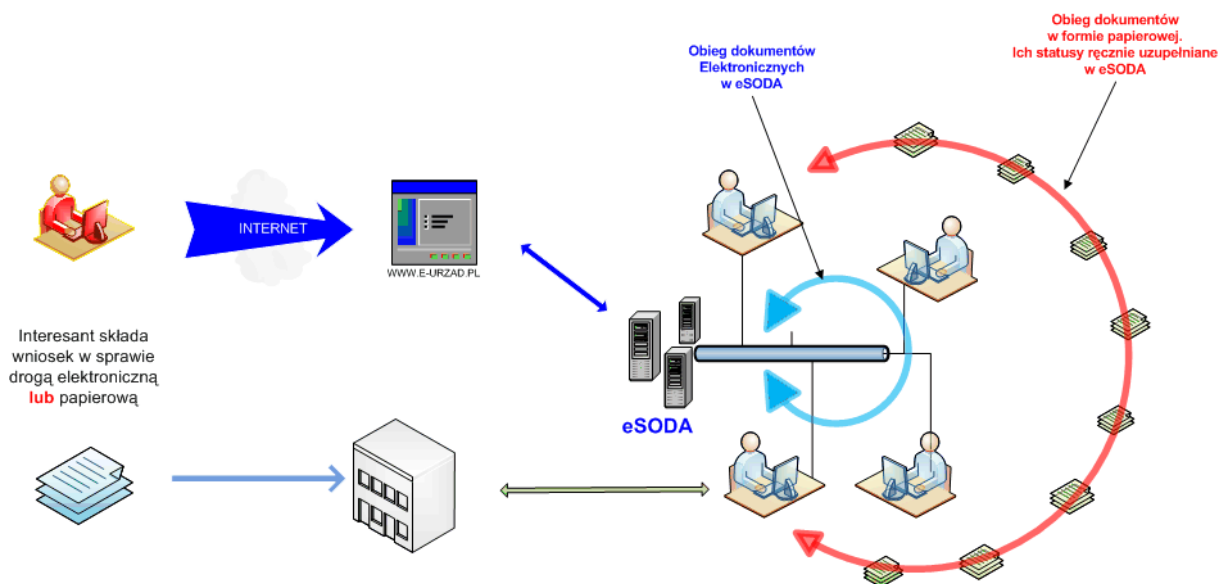 Obieg dokumentów
w formie papierowej.
Ich statusy ręcznie uzupełniane
w eSODA
Obieg dokumentów
Elektronicznych
w eSODA
INTERNET
WWW.E-URZAD.PL
Interesant składa
wniosek w sprawie
drogą elektroniczną
lub papierową
eSODA